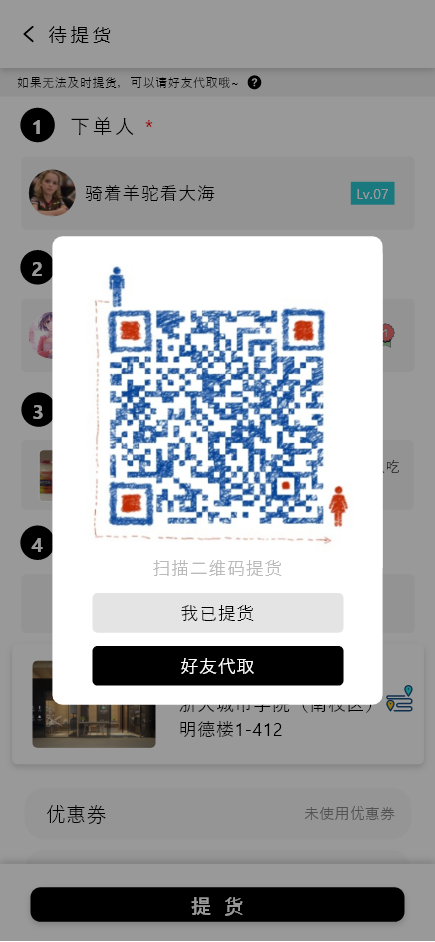 待提货
如果无法及时提货，可以请好友代取哦~ ?
1 下单人 *
骑着羊驼看大海 Lv.07
2
3
吃
4
扫描二维码提货
我已提货
好友代取
浙大城市学院（南校区）
明德楼1-412
优惠券 未使用优惠券
提 货